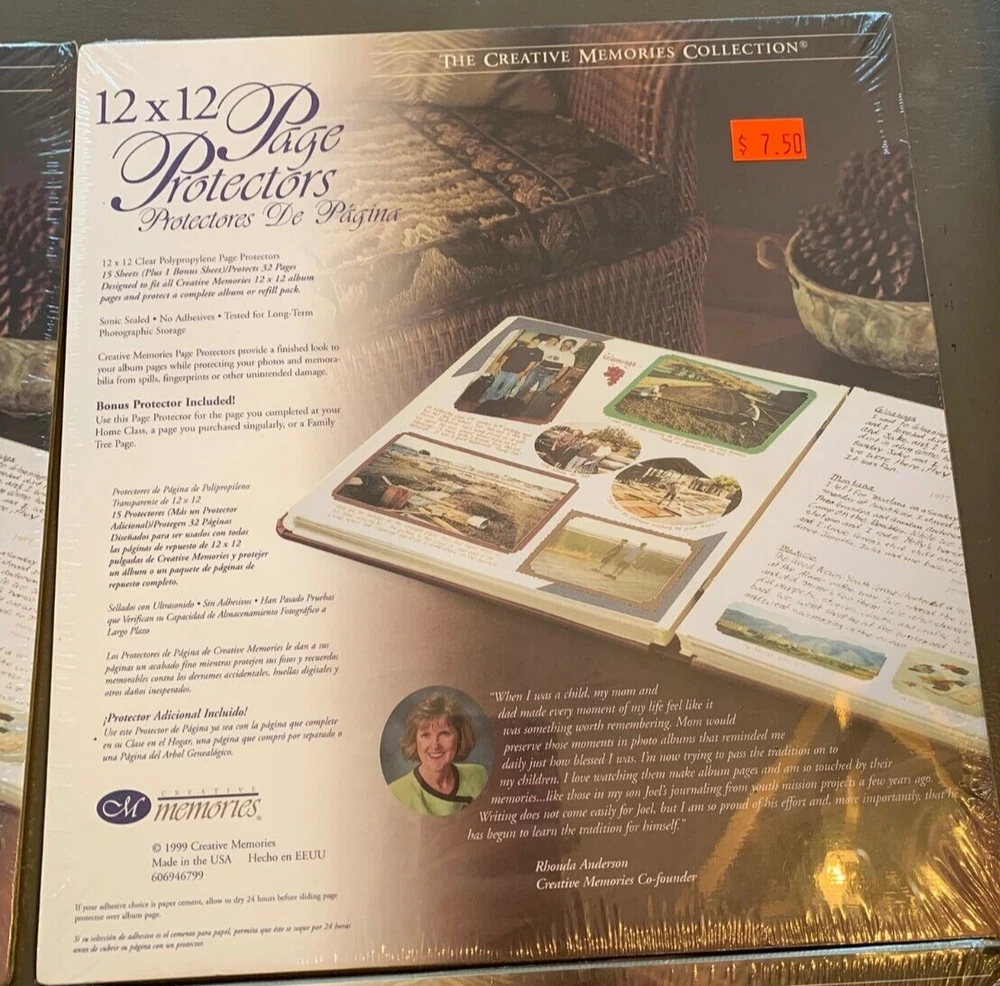 THE CREATIVE MEMORIES COLLECTION®
12 x 12 Page
Protectors
Protectores De Página
$ 7.50
12 x 12 Clear Polypropylene Page Protectors
15 Sheets (Plus 1 Bonus Sheet)/Protects 32 Pages
Designed to fit all Creative Memories 12 x 12 album
pages and protect a complete album or refill pack.
Sonic Sealed • No Adhesives • Tested for Long-Term
Photographic Storage
Creative Memories Page Protectors provide a finished look to
your album pages while protecting your photos and memora-
bilia from spills, fingerprints or other unintended damage.
Bonus Protector Included!
Use this Page Protector for the page you completed at your
Home Class, a page you purchased singularly, or a Family
Tree Page.
Protectores de Página de Polipropileno
Transparente de 12 x 12
15 Protectores (Más un Protector
Adicional)/Protegen 32 Páginas
Diseñados para ser usados con todas
las páginas de repuesto de 12 x 12
pulgadas de Creative Memories y protejer
un álbum o un paquete de páginas de
repuesto completo.
Sellados con Ultrasonido • Sin Adhesivos • Han Pasado Pruebas
que Verifican su Capacidad de Almacenamiento Fotográfico a
Largo Plazo
Los Protectores de Página de Creative Memories le dan a sus
páginas un acabado fino mientras protejen sus fotos y recuerdos
memorables contra los derrames accidentales, huellas digitales y
otros daños inesperados.
¡Protector Adicional Incluido!
Use este Protector de Página ya sea con la página que complete
en su Clase en el Hogar, una página que compró por separado o
una Página del Arbol Genealógico.
CM CREATIVE
memories®
© 1999 Creative Memories
Made in the USA Hecho en EEUU
606946799
If your adhesive choice is paper cement, allow to dry 24 hours before sliding page
protector over album page.
Si su selección de adhesivo es el cemento para papel, permita que éste se seque por 24 horas
antes de cubrir su página con un protector.
Gleanings
Gleanings
Montana
"When I was a child, my mom and
dad made every moment of my life feel like it
was something worth remembering. Mom would
preserve those moments in photo albums that reminded me
daily just how blessed I was. I'm now trying to pass the tradition on to
my children. I love watching them make album pages and am so touched by their
memories...like those in my son Joel's journaling from youth mission projects a few years ago.
Writing does not come easily for Joel, but I am so proud of his effort and, more importantly, that he
has begun to learn the tradition for himself."
Rhonda Anderson
Creative Memories Co-founder